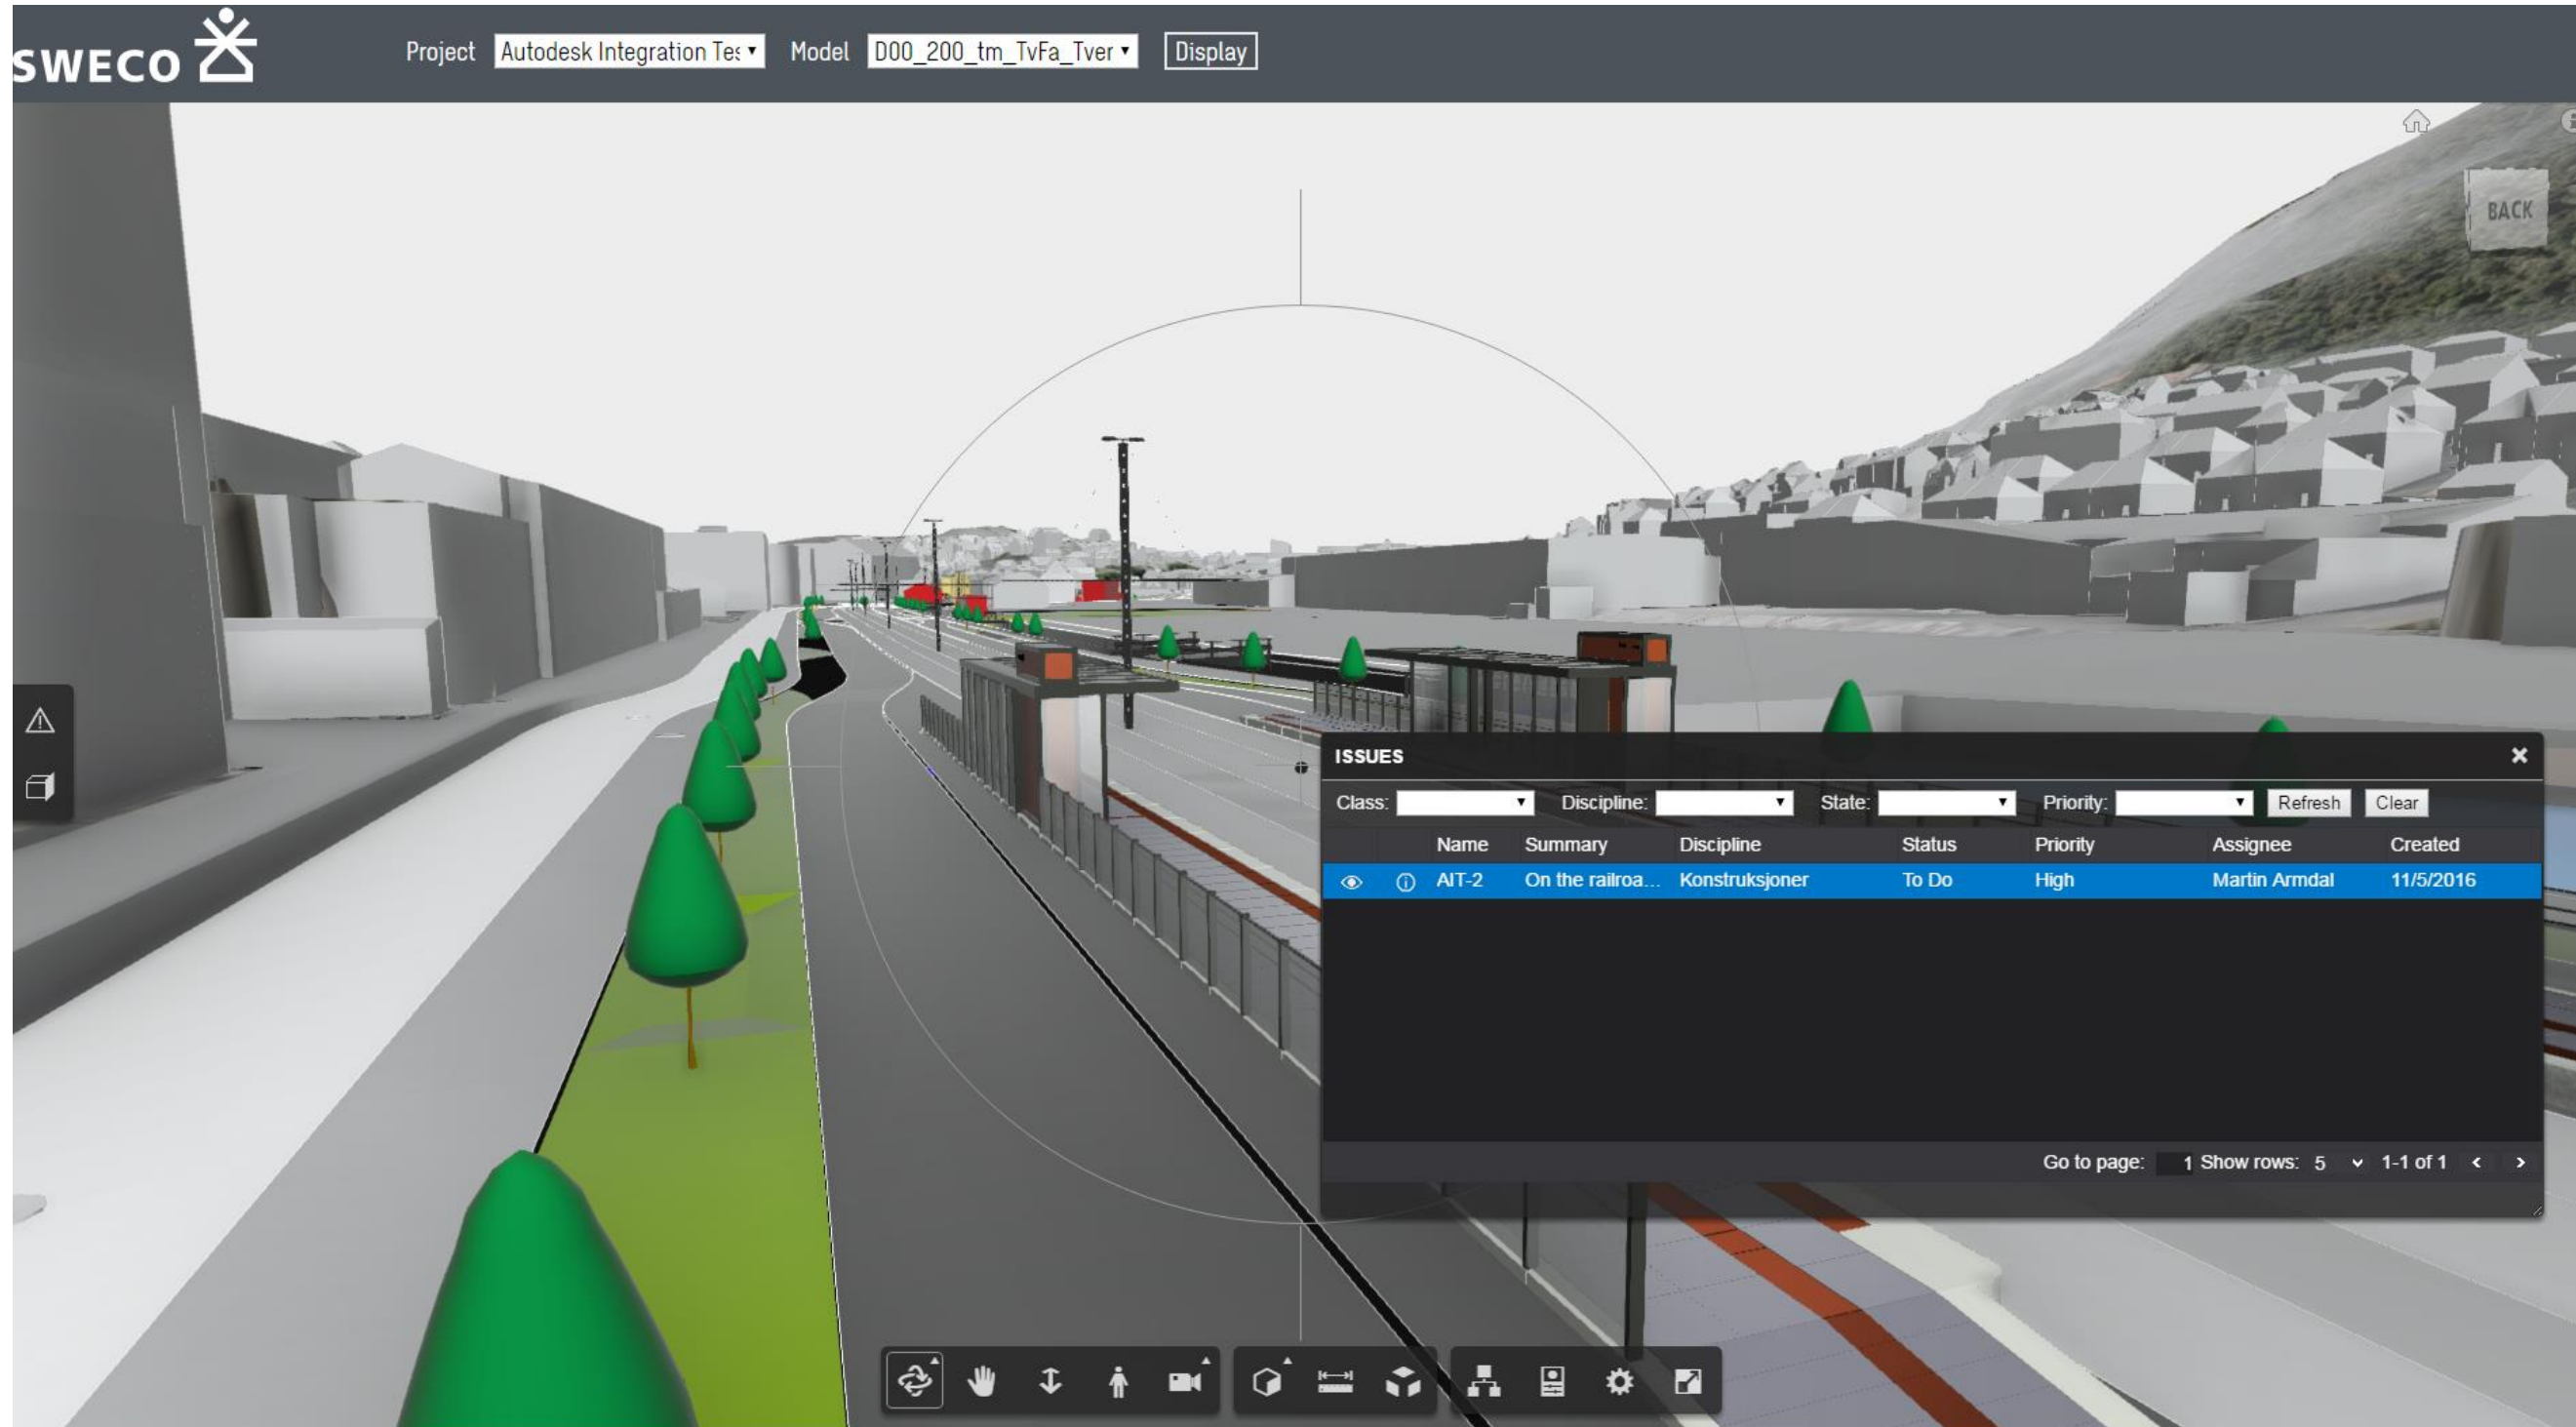 SWECO
Project Autodesk Integration Tes Model D00_200_tm_TvFa_Tver Display
BACK
ISSUES
Class: Discipline: State: Priority: Refresh Clear
Name Summary Discipline Status Priority Assignee Created
AIT-2 On the railroa... Konstruksjoner To Do High Martin Armdal 11/5/2016
Go to page: 1 Show rows: 5 1-1 of 1